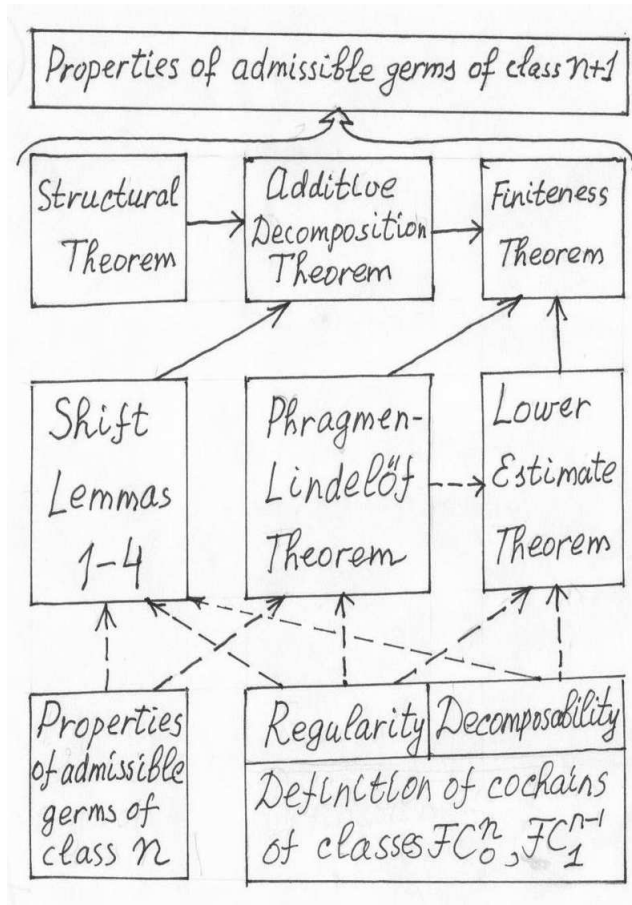 Properties of admissible germs of class n+1
Structural
Theorem
Additive
Decomposition
Theorem
Finiteness
Theorem
Shift
Lemmas
1-4
Phragmen-
Lindelöf
Theorem
Lower
Estimate
Theorem
Properties
of admissible
germs of
class n
Regularity
Decomposability
Definition of cochains
of classes FC₀ⁿ, FC₁ⁿ⁻¹